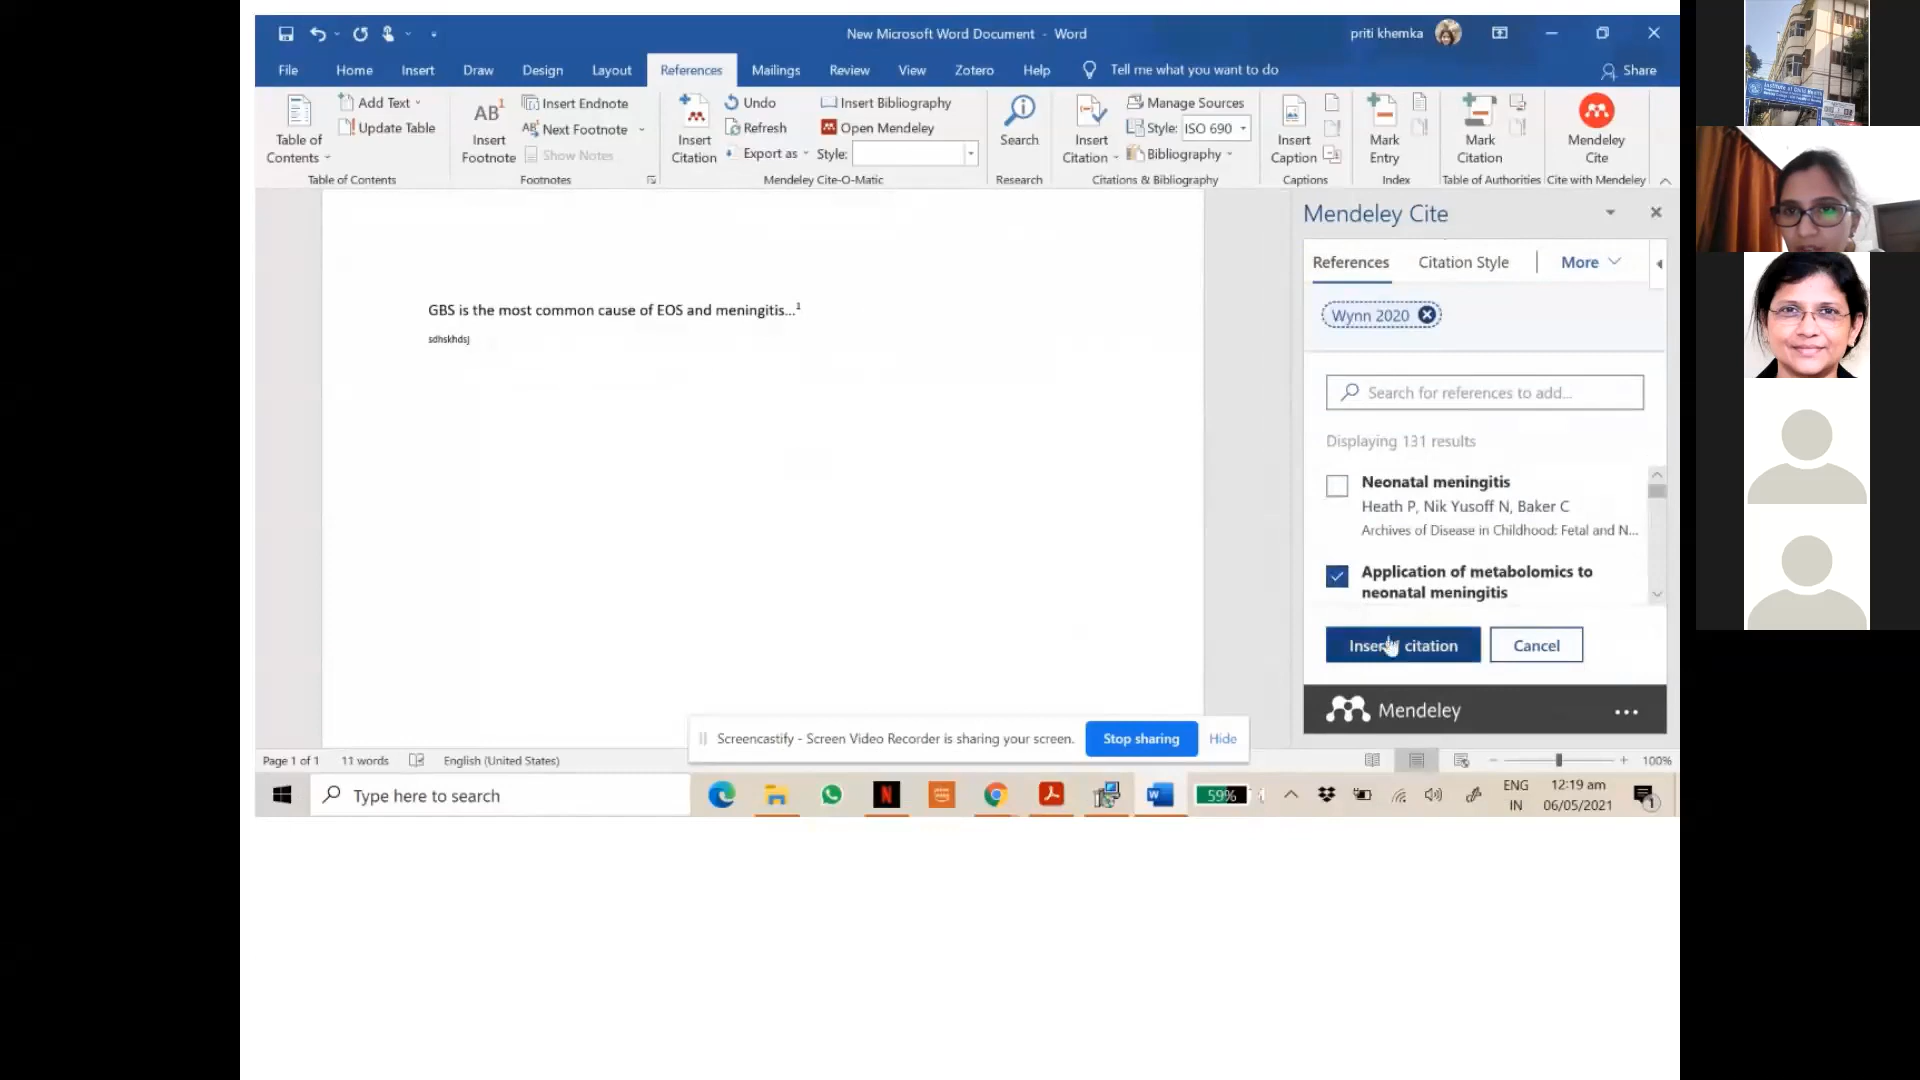 New Microsoft Word Document - Word
priti khemka
File Home Insert Draw Design Layout References Mailings Review View Zotero Help Tell me what you want to do Share
Table of Contents
Add Text
Update Table
Table of Contents
AB1 Insert Footnote
Insert Endnote
Next Footnote
Show Notes
Footnotes
Insert Citation
Undo
Refresh
Export as
Insert Bibliography
Open Mendeley
Style:
Mendeley Cite-O-Matic
Search
Research
Insert Citation
Manage Sources
Style: ISO 690
Bibliography
Citations & Bibliography
Insert Caption
Captions
Mark Entry
Index
Mark Citation
Table of Authorities
Mendeley Cite
Cite with Mendeley
GBS is the most common cause of EOS and meningitis...1
sdhskhdsj
Mendeley Cite
References Citation Style More
Wynn 2020
Search for references to add...
Displaying 131 results
Neonatal meningitis
Heath P, Nik Yusoff N, Baker C
Archives of Disease in Childhood: Fetal and N...
Application of metabolomics to
neonatal meningitis
Insert citation Cancel
Mendeley
Screencastify - Screen Video Recorder is sharing your screen. Stop sharing Hide
Page 1 of 1 11 words English (United States) 100%
Type here to search
59%
ENG
IN
12:19 am
06/05/2021
1